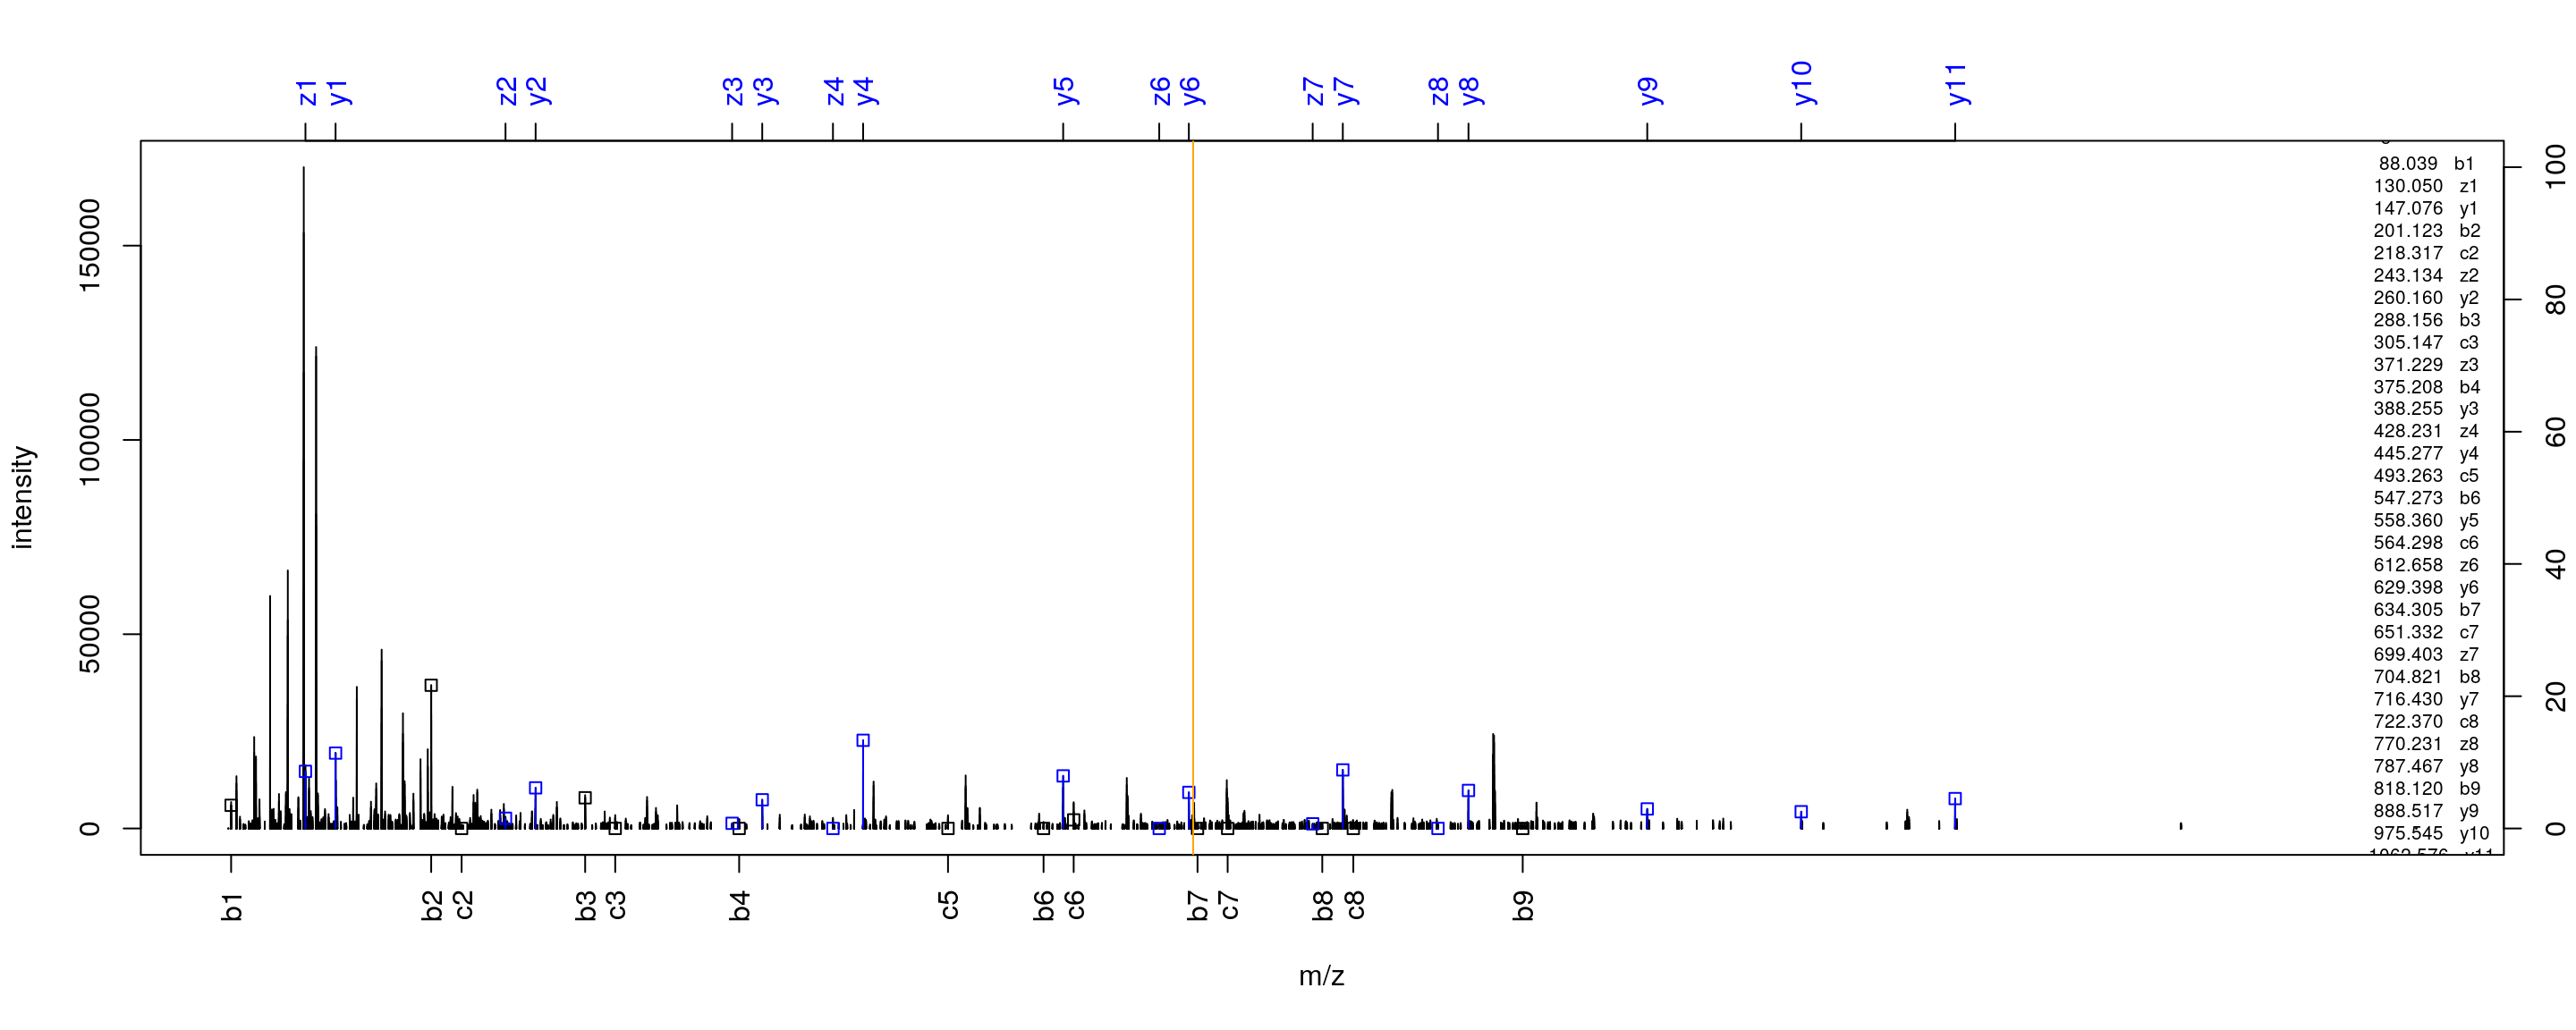 z1 y1 z2 y2 z3 y3 z4 y4 y5 z6 y6 z7 y7 z8 y8 y9 y10 y11
intensity
0 50000 100000 150000
0 20 40 60 80 100
88.039 b1
130.050 z1
147.076 y1
201.123 b2
218.317 c2
243.134 z2
260.160 y2
288.156 b3
305.147 c3
371.229 z3
375.208 b4
388.255 y3
428.231 z4
445.277 y4
493.263 c5
547.273 b6
558.360 y5
564.298 c6
612.658 z6
629.398 y6
634.305 b7
651.332 c7
699.403 z7
704.821 b8
716.430 y7
722.370 c8
770.231 z8
787.467 y8
818.120 b9
888.517 y9
975.545 y10
1062.576 y11
b1 b2 c2 b3 c3 b4 c5 b6 c6 b7 c7 b8 c8 b9
m/z